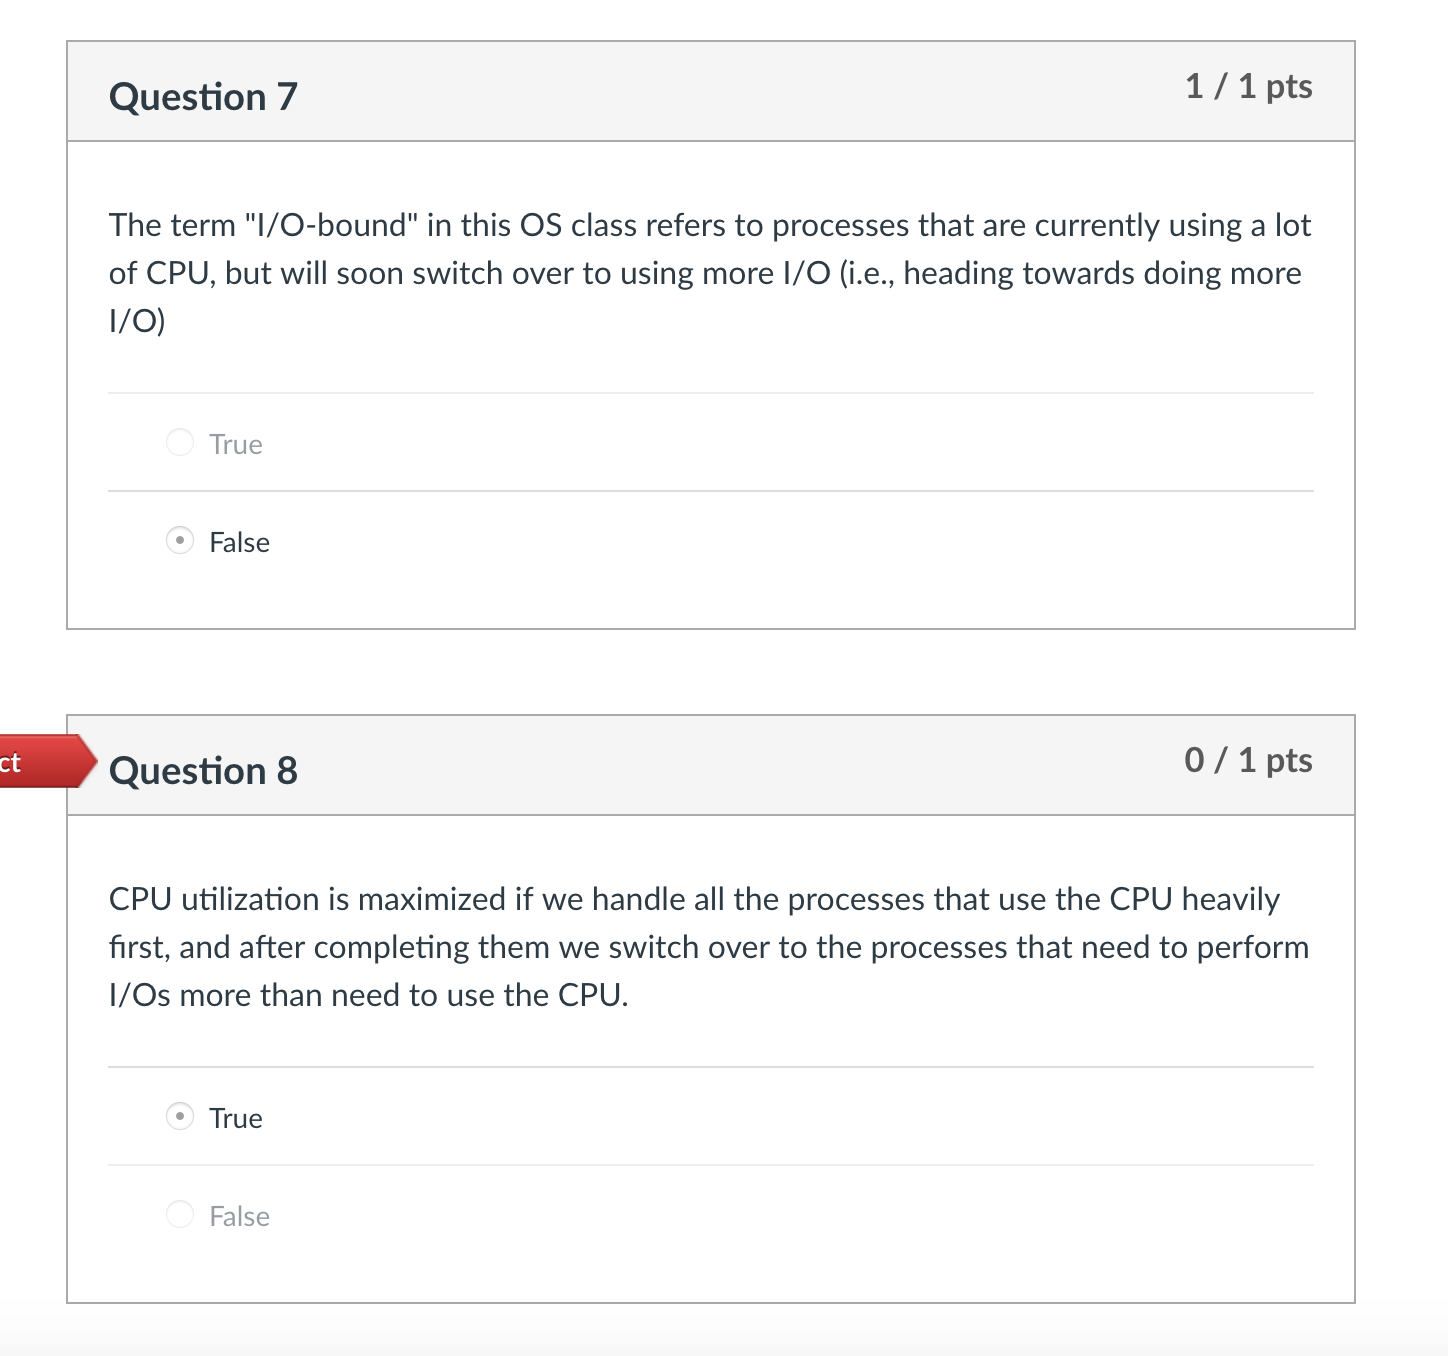 Question 7
1 / 1 pts
The term "I/O-bound" in this OS class refers to processes that are currently using a lot
of CPU, but will soon switch over to using more I/O (i.e., heading towards doing more
I/O)
True
False
ct
Question 8
0 / 1 pts
CPU utilization is maximized if we handle all the processes that use the CPU heavily
first, and after completing them we switch over to the processes that need to perform
I/Os more than need to use the CPU.
True
False